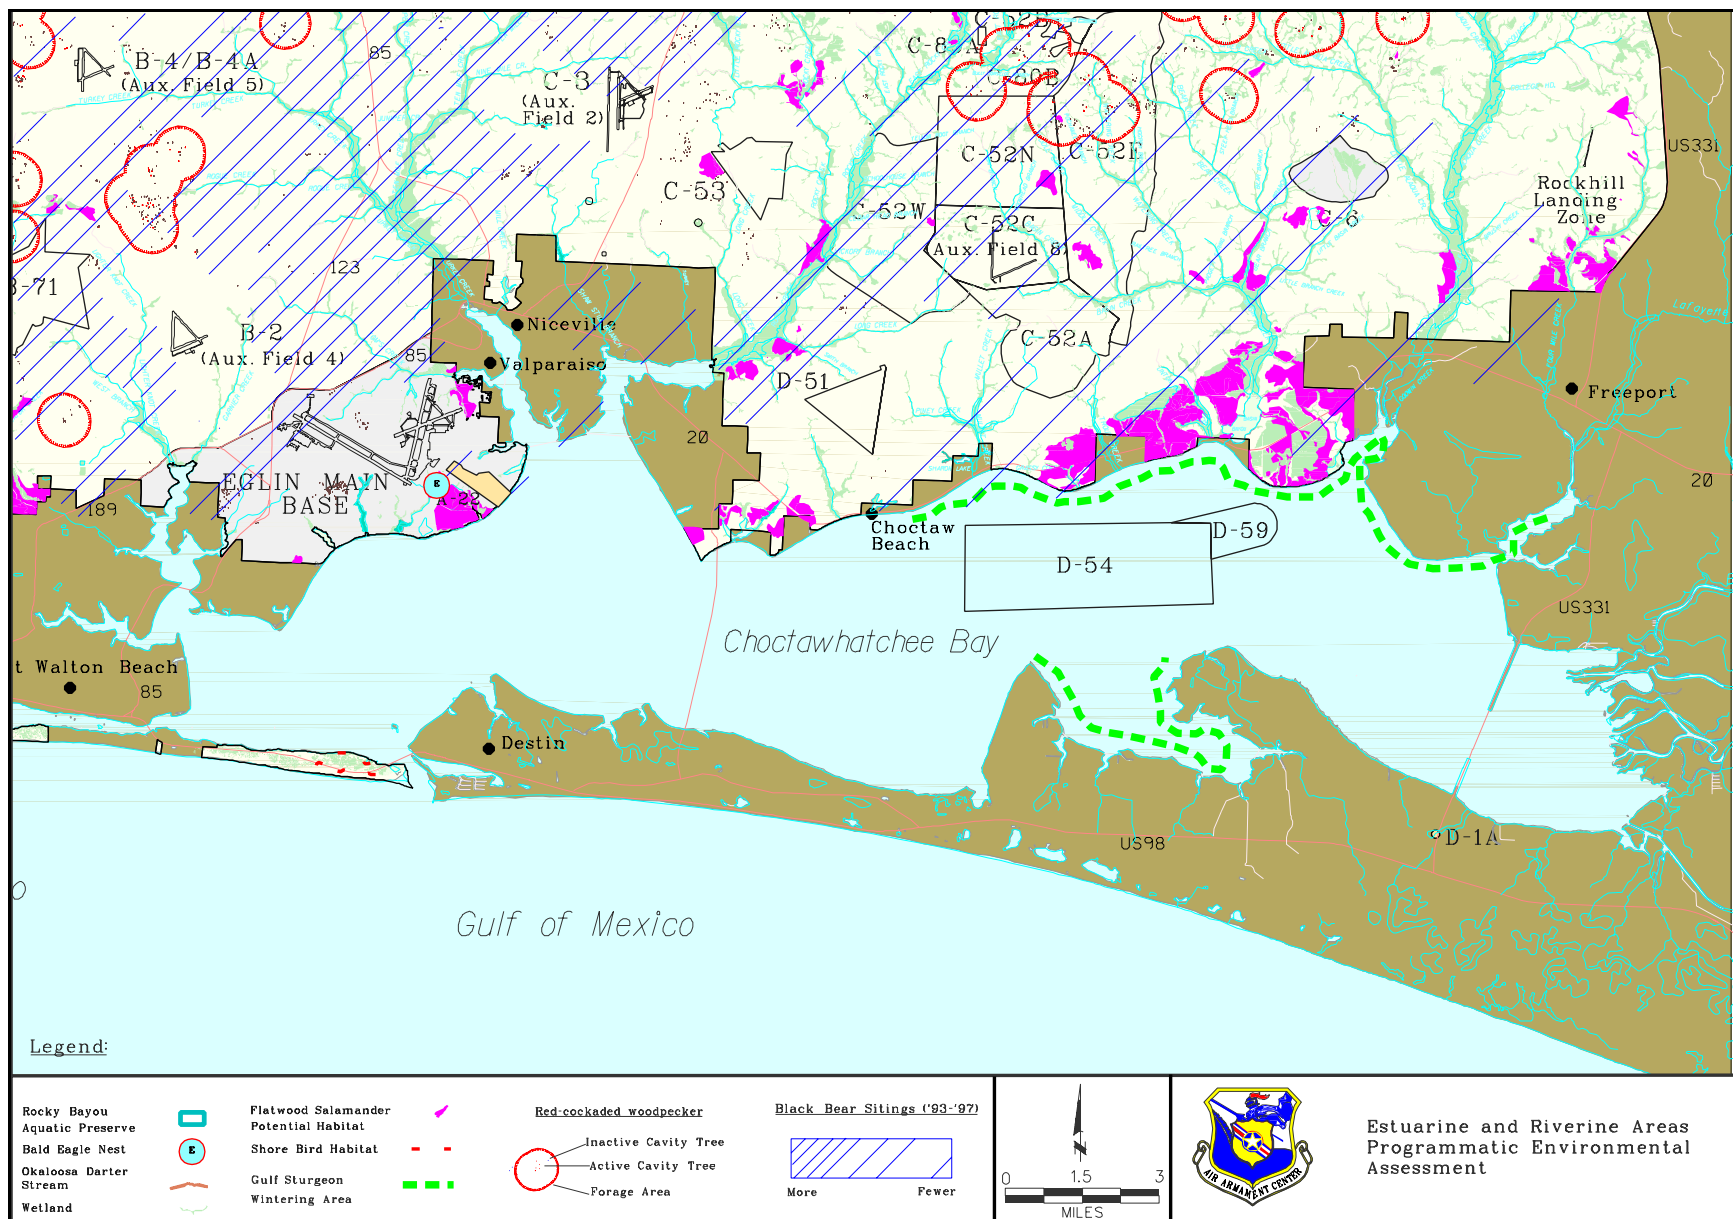 B-4/B-4A
(Aux. Field 5)
85
C-3
(Aux.
Field 2)
C-8A
C-52N
C-52E
C-53
C-52W
C-52C
(Aux. Field 8)
C-6
US331
Rockhill
Landing
Zone
123
B-2
(Aux. Field 4)
85
Niceville
Valparaiso
C-52A
D-51
20
Freeport
20
EGLIN MAIN
BASE
E
A-22
189
Choctaw
Beach
D-59
D-54
US331
Choctawhatchee Bay
t Walton Beach
85
Destin
US98
D-1A
Gulf of Mexico
Legend:
Rocky Bayou
Aquatic Preserve
Bald Eagle Nest
E
Okaloosa Darter
Stream
Wetland
Flatwood Salamander
Potential Habitat
Shore Bird Habitat
Gulf Sturgeon
Wintering Area
Red-cockaded woodpecker
Inactive Cavity Tree
Active Cavity Tree
Forage Area
Black Bear Sitings ('93-'97)
More
Fewer
0
1.5
3
MILES
AIR ARMAMENT CENTER
Estuarine and Riverine Areas
Programmatic Environmental
Assessment